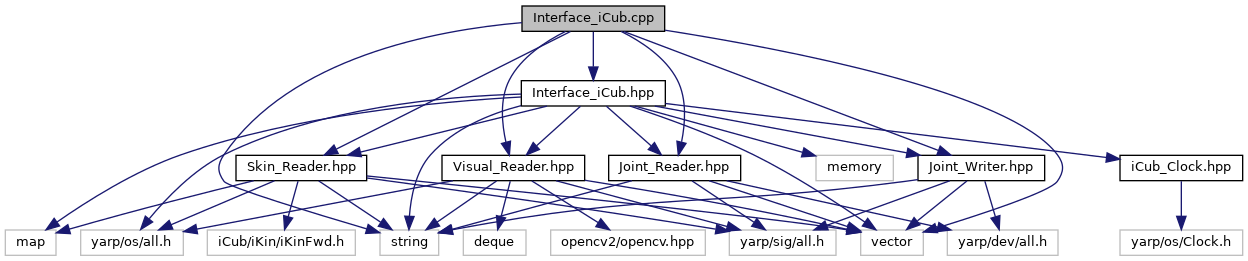 Interface_iCub.cpp
Interface_iCub.hpp
Skin_Reader.hpp
Visual_Reader.hpp
Joint_Reader.hpp
memory
Joint_Writer.hpp
iCub_Clock.hpp
map
yarp/os/all.h
iCub/iKin/iKinFwd.h
string
deque
opencv2/opencv.hpp
yarp/sig/all.h
vector
yarp/dev/all.h
yarp/os/Clock.h